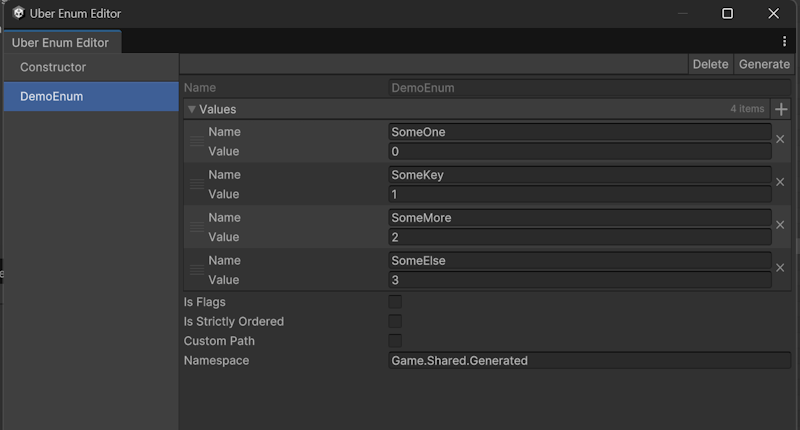 Uber Enum Editor
Uber Enum Editor
Constructor
DemoEnum
Delete Generate
Name DemoEnum
Values 4 items
Name SomeOne
Value 0
Name SomeKey
Value 1
Name SomeMore
Value 2
Name SomeElse
Value 3
Is Flags
Is Strictly Ordered
Custom Path
Namespace Game.Shared.Generated